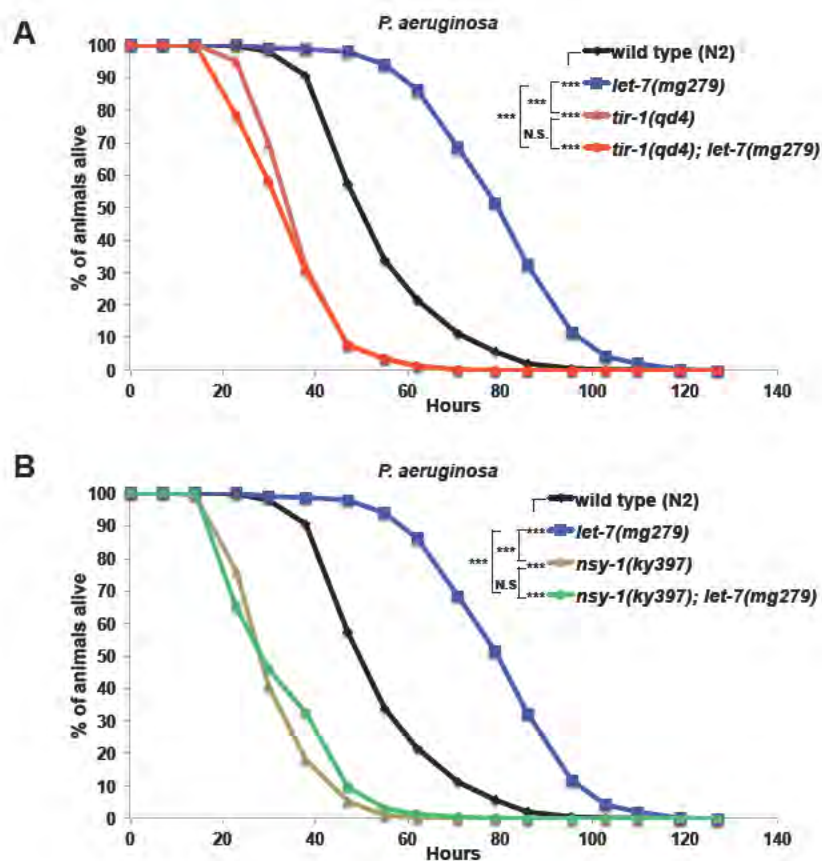 A
P. aeruginosa
% of animals alive
100
90
80
70
60
50
40
30
20
10
0
wild type (N2)
*** let-7(mg279)
***
*** tir-1(qd4)
***
N.S.
*** tir-1(qd4); let-7(mg279)
0 20 40 60 80 100 120 140
Hours
B
P. aeruginosa
% of animals alive
100
90
80
70
60
50
40
30
20
10
0
wild type (N2)
*** let-7(mg279)
***
*** nsy-1(ky397)
***
N.S
*** nsy-1(ky397); let-7(mg279)
0 20 40 60 80 100 120 140
Hours